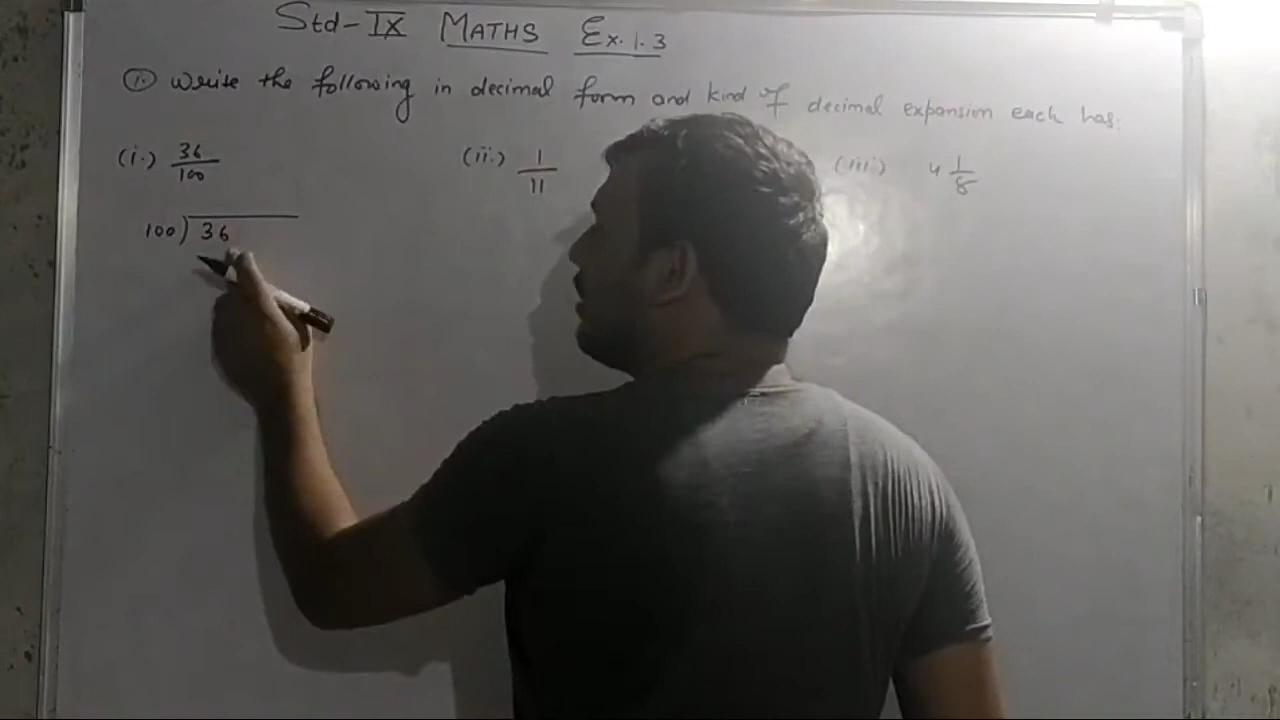 Std-IX MATHS Ex.1.3
① Write the following in decimal form and kind of decimal expansion each has:
(i.) 36/100 (ii.) 1/11 (iii.) 4 1/8
100) 36